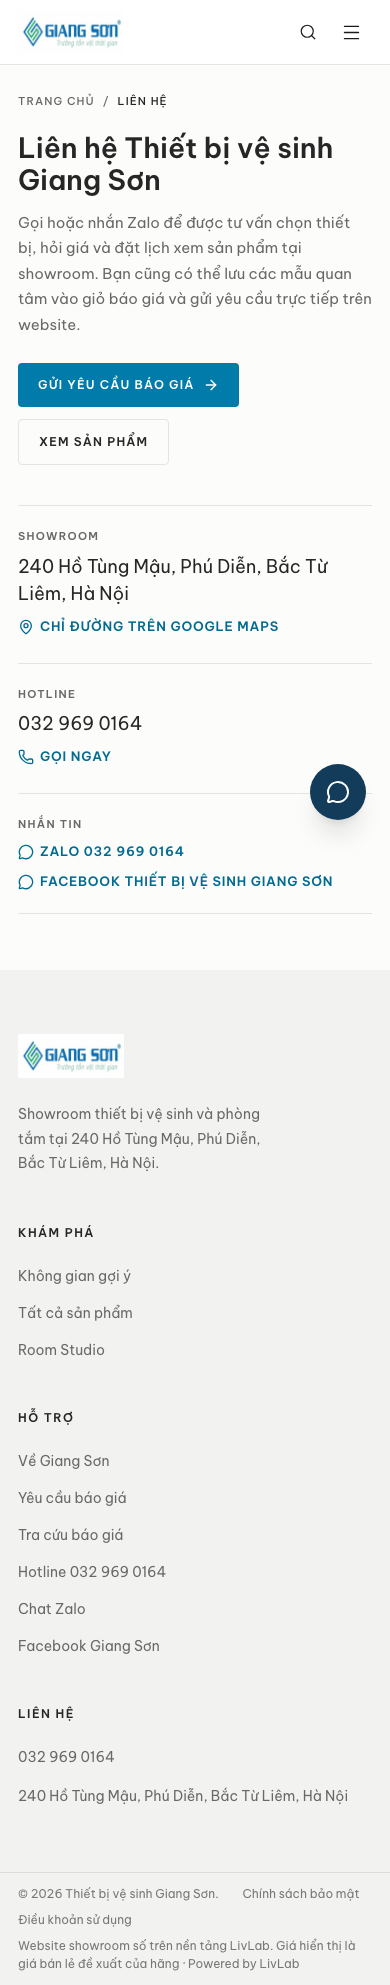 GIANG SƠN
Trường tồn với thời gian
TRANG CHỦ / LIÊN HỆ
Liên hệ Thiết bị vệ sinh
Giang Sơn
Gọi hoặc nhắn Zalo để được tư vấn chọn thiết
bị, hỏi giá và đặt lịch xem sản phẩm tại
showroom. Bạn cũng có thể lưu các mẫu quan
tâm vào giỏ báo giá và gửi yêu cầu trực tiếp trên
website.
GỬI YÊU CẦU BÁO GIÁ
XEM SẢN PHẨM
SHOWROOM
240 Hồ Tùng Mậu, Phú Diễn, Bắc Từ
Liêm, Hà Nội
CHỈ ĐƯỜNG TRÊN GOOGLE MAPS
HOTLINE
032 969 0164
GỌI NGAY
NHẮN TIN
ZALO 032 969 0164
FACEBOOK THIẾT BỊ VỆ SINH GIANG SƠN
GIANG SƠN
Trường tồn với thời gian
Showroom thiết bị vệ sinh và phòng
tắm tại 240 Hồ Tùng Mậu, Phú Diễn,
Bắc Từ Liêm, Hà Nội.
KHÁM PHÁ
Không gian gợi ý
Tất cả sản phẩm
Room Studio
HỖ TRỢ
Về Giang Sơn
Yêu cầu báo giá
Tra cứu báo giá
Hotline 032 969 0164
Chat Zalo
Facebook Giang Sơn
LIÊN HỆ
032 969 0164
240 Hồ Tùng Mậu, Phú Diễn, Bắc Từ Liêm, Hà Nội
© 2026 Thiết bị vệ sinh Giang Sơn. Chính sách bảo mật
Điều khoản sử dụng
Website showroom số trên nền tảng LivLab. Giá hiển thị là
giá bán lẻ đề xuất của hãng · Powered by LivLab